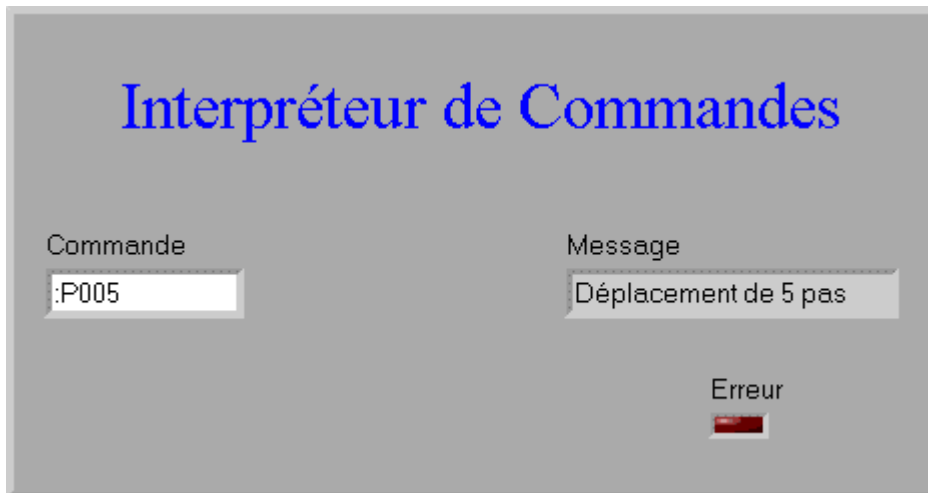 Interpréteur de Commandes
Commande
Message
:P005
Déplacement de 5 pas
Erreur